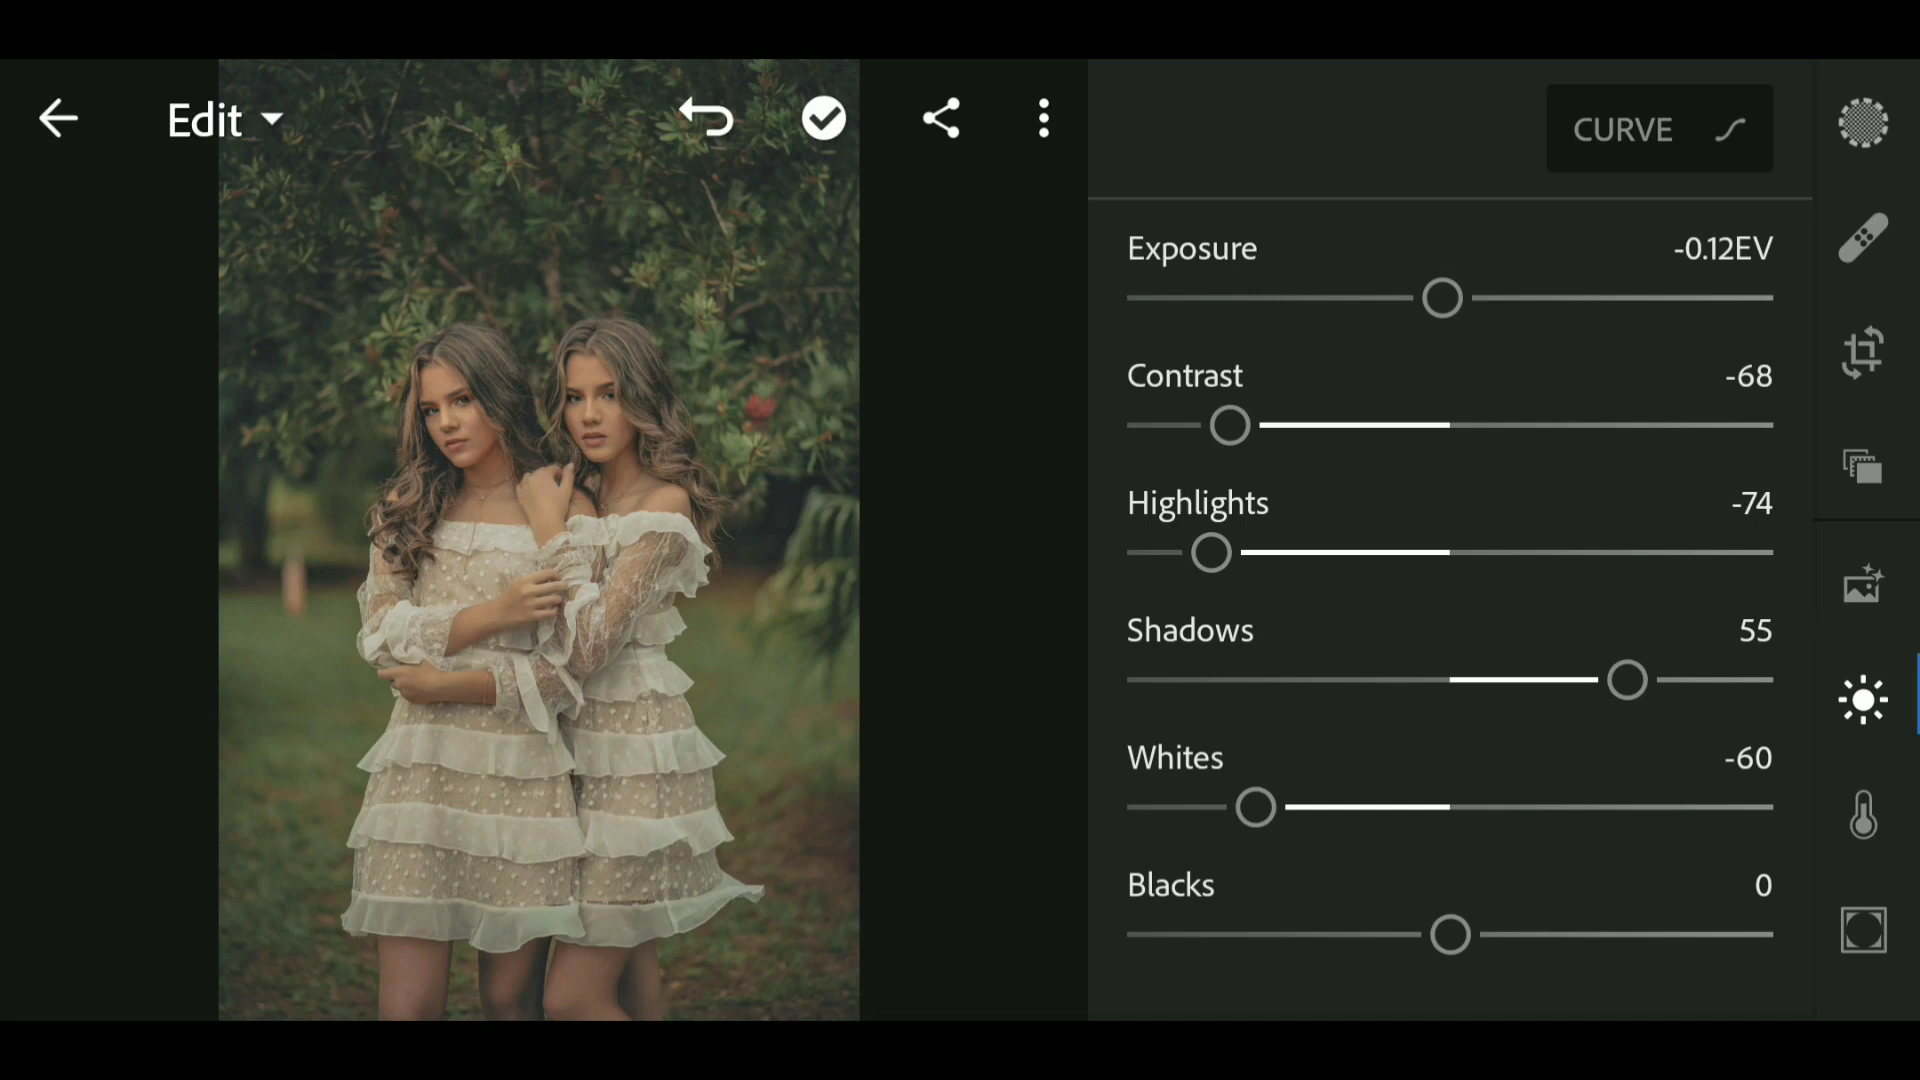 Edit
CURVE
Exposure -0.12EV
Contrast -68
Highlights -74
Shadows 55
Whites -60
Blacks 0